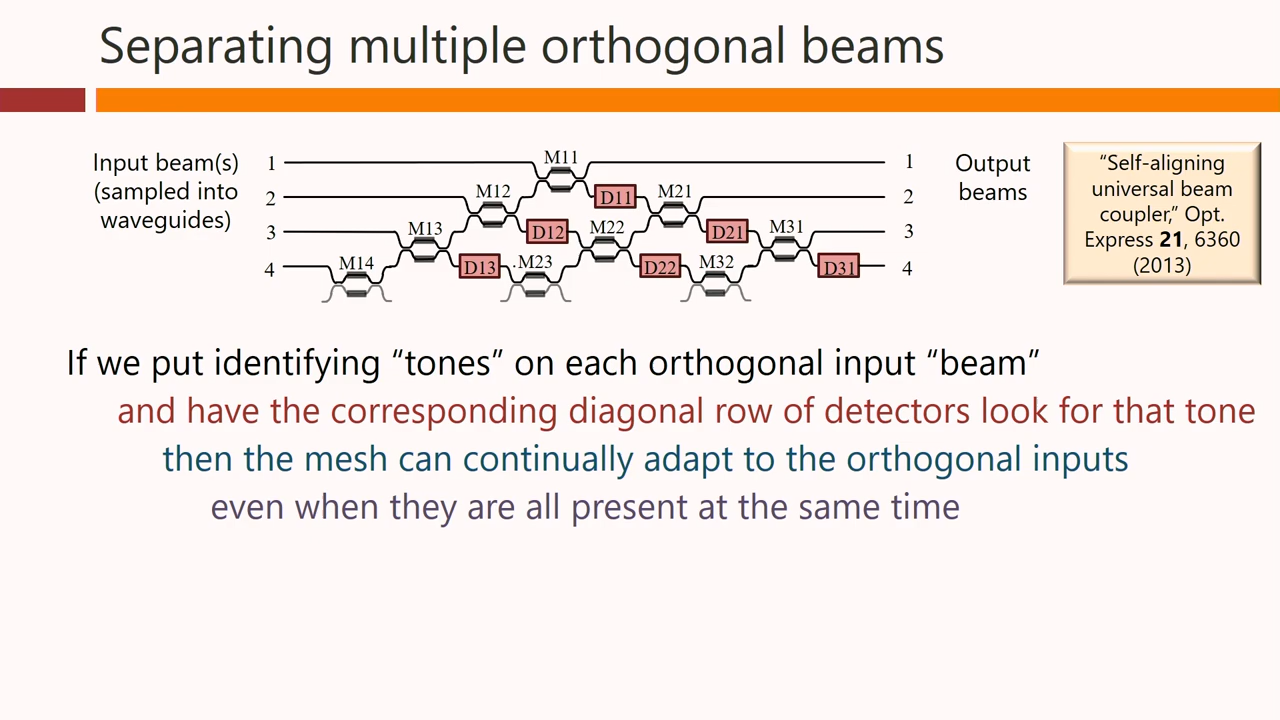 Separating multiple orthogonal beams
Input beam(s)
(sampled into
waveguides)
1
2
3
4
M11
M12
M21
M13
M22
M31
M14
M23
M32
D11
D12
D21
D13
D22
D31
1
2
3
4
Output
beams
“Self-aligning
universal beam
coupler,” Opt.
Express 21, 6360
(2013)
If we put identifying “tones” on each orthogonal input “beam”
and have the corresponding diagonal row of detectors look for that tone
then the mesh can continually adapt to the orthogonal inputs
even when they are all present at the same time